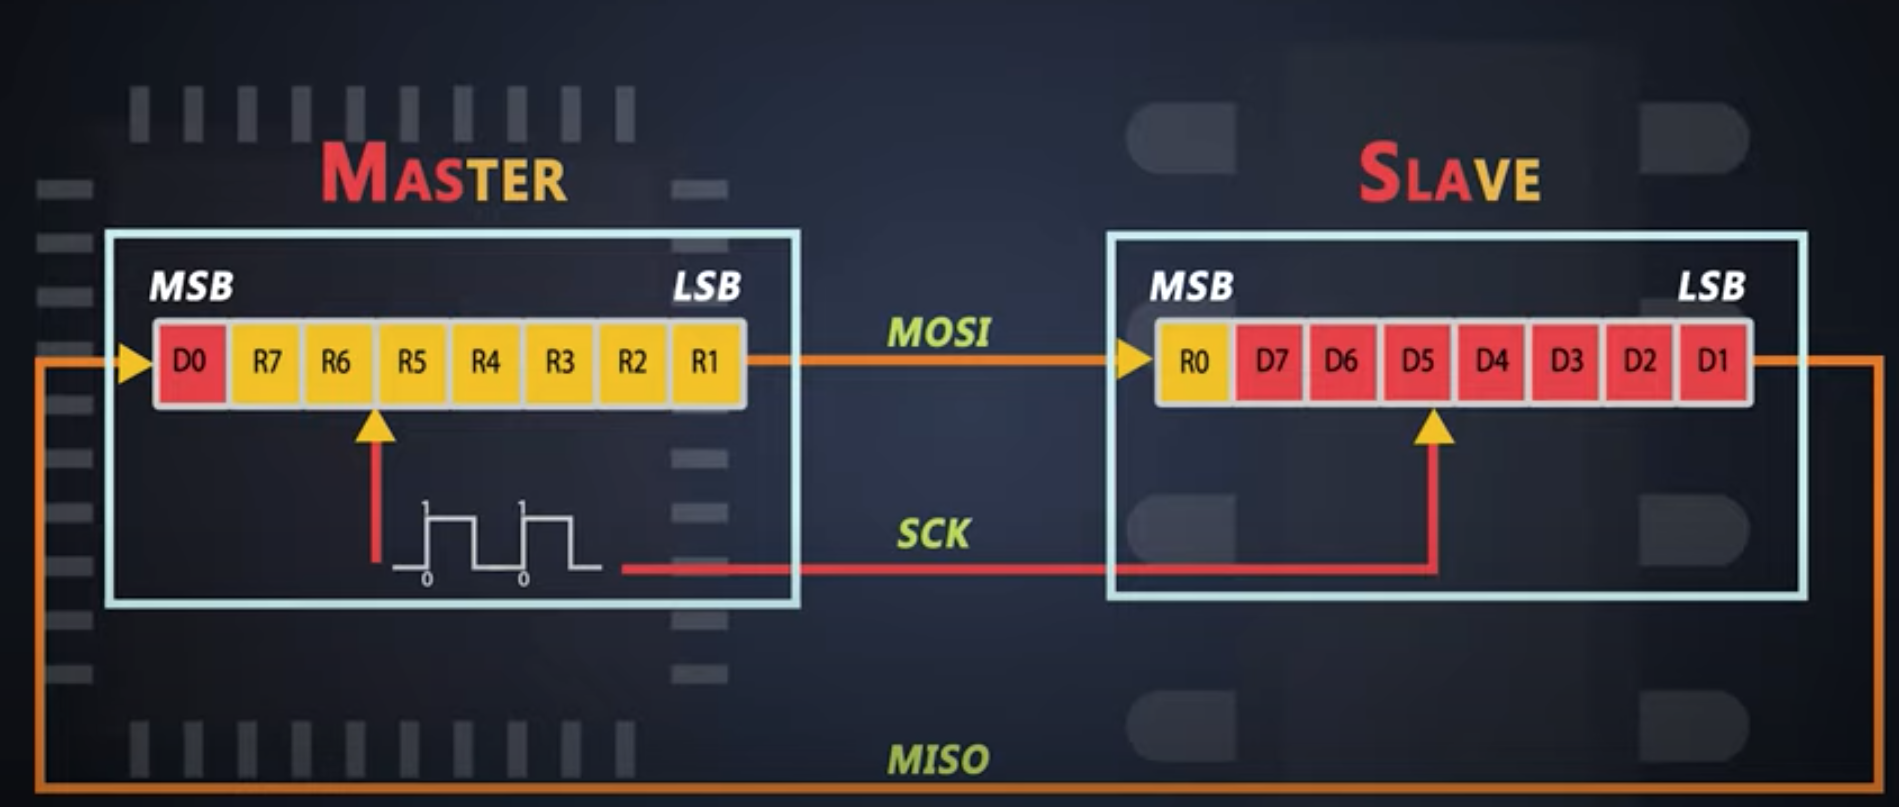 MASTER
SLAVE
MSB LSB
MSB LSB
D0 R7 R6 R5 R4 R3 R2 R1
MOSI
R0 D7 D6 D5 D4 D3 D2 D1
1 1
0 0
SCK
MISO